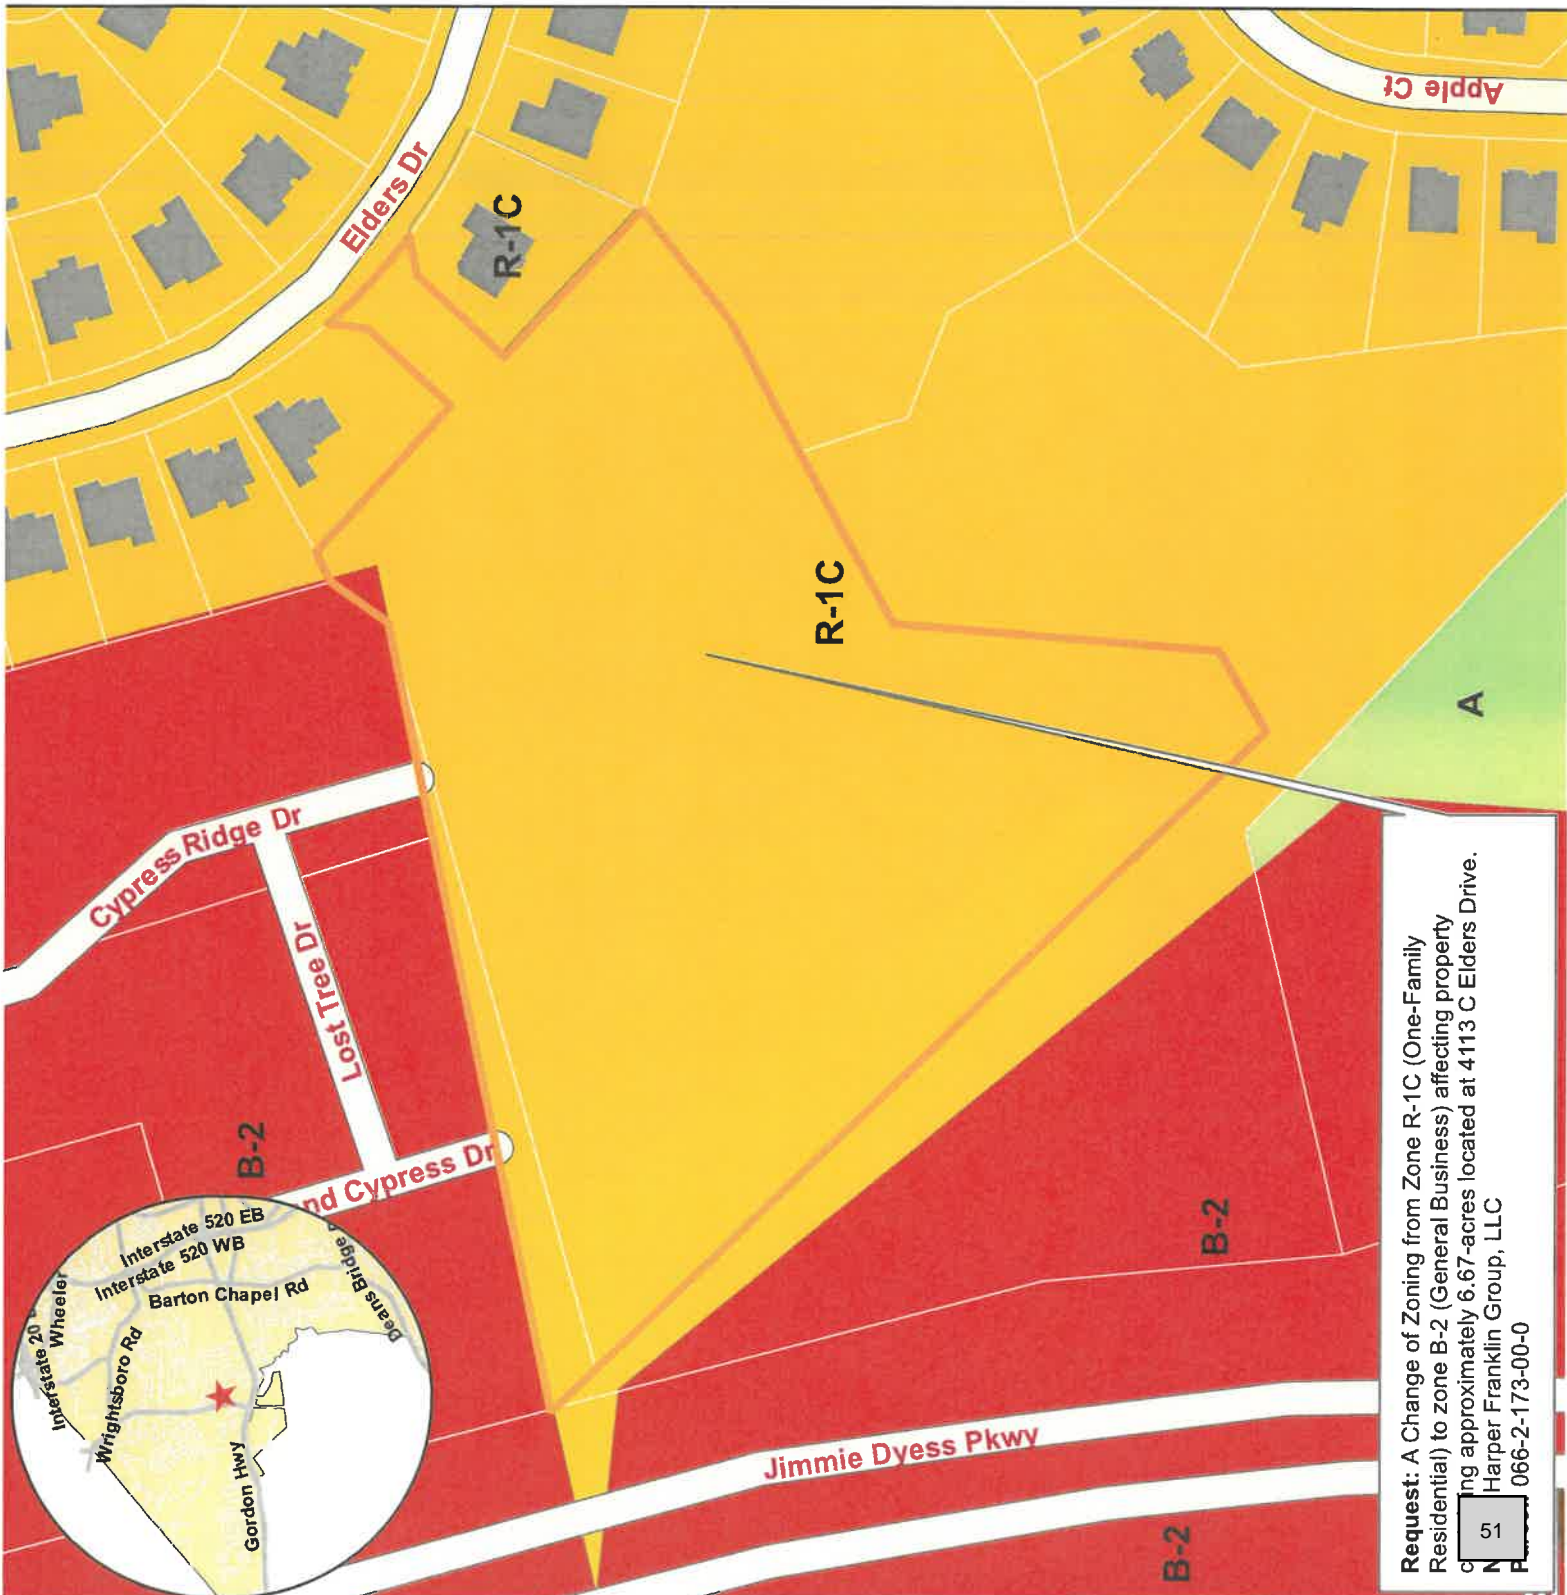 Elders Dr
Apple Ct
R-1C
R-1C
A
Cypress Ridge Dr
Lost Tree Dr
nd Cypress Dr
B-2
B-2
B-2
Jimmie Dyess Pkwy
Interstate 20
Wheeler
Interstate 520 EB
Interstate 520 WB
Barton Chapel Rd
Deans Bridge
Wrightsboro Rd
Gordon Hwy
Request: A Change of Zoning from Zone R-1C (One-Family
Residential) to zone B-2 (General Business) affecting property
ing approximately 6.67-acres located at 4113 C Elders Drive.
Harper Franklin Group, LLC
066-2-173-00-0
51